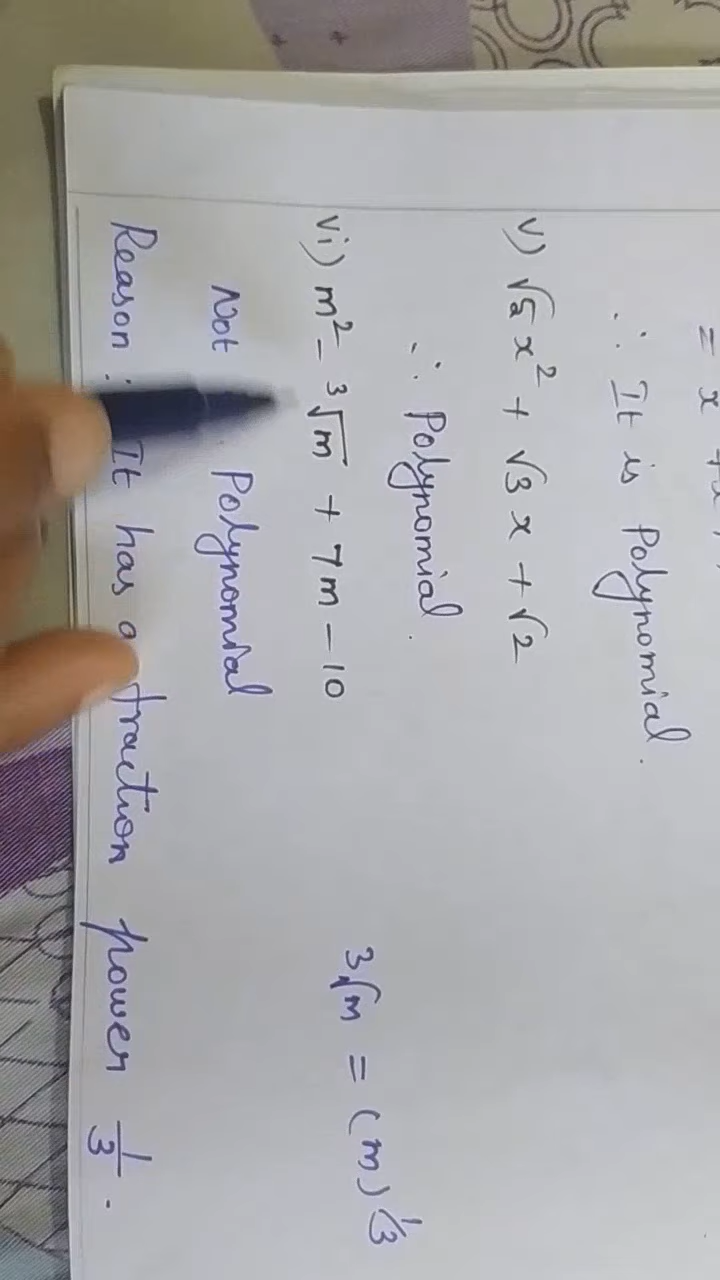 ∴ It is Polynomial.
v) √5 x² + √3 x + √2
∴ Polynomial.
vi) m² - ³√m + 7m - 10
³√m = (m)^1/3
Not Polynomial
Reason: It has a fraction power 1/3.